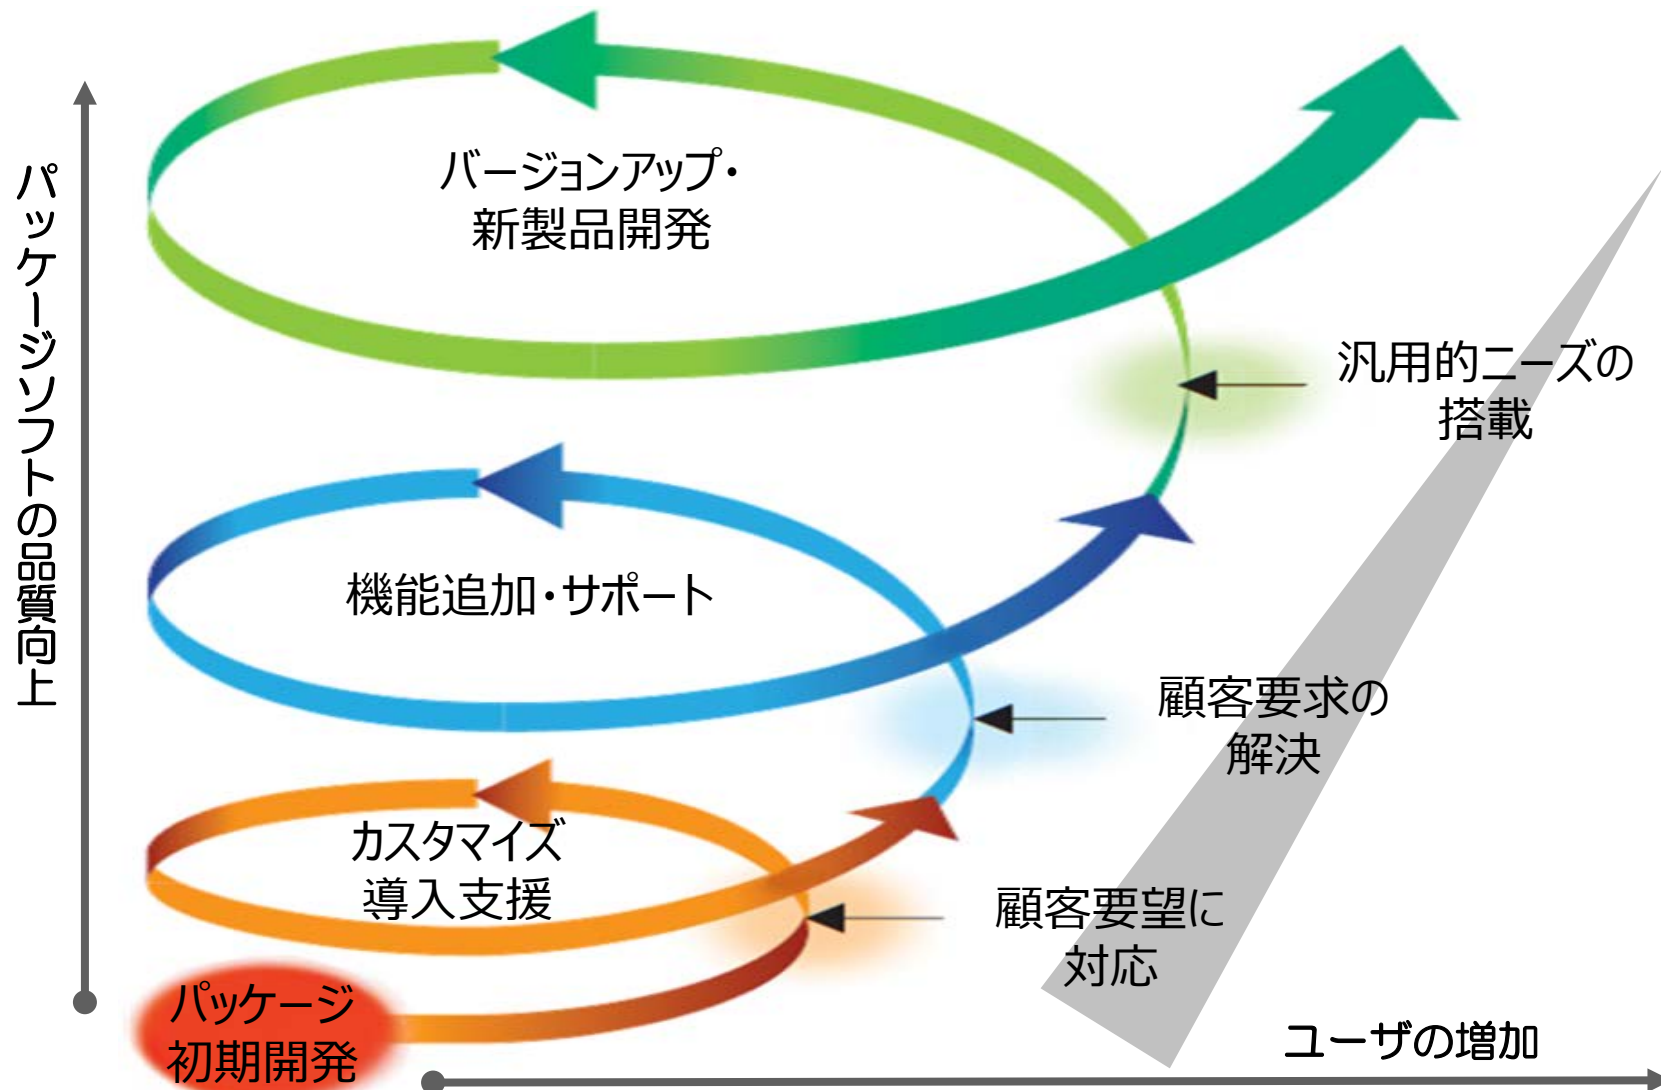 パッケージソフトの品質向上
バージョンアップ・
新製品開発
汎用的ニーズの
搭載
機能追加・サポート
顧客要求の
解決
カスタマイズ
導入支援
顧客要望に
対応
パッケージ
初期開発
ユーザの増加